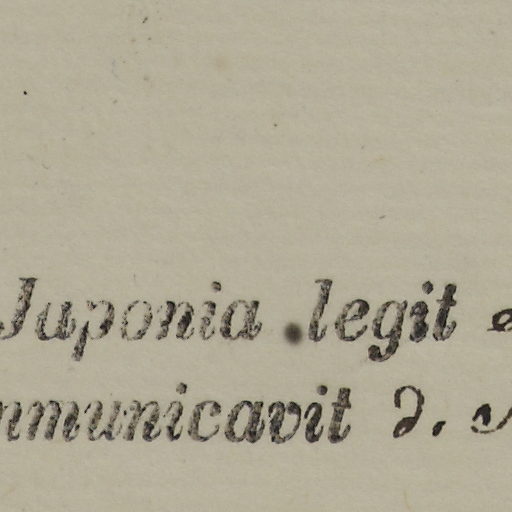 Japonia legit
mmunicavit d.